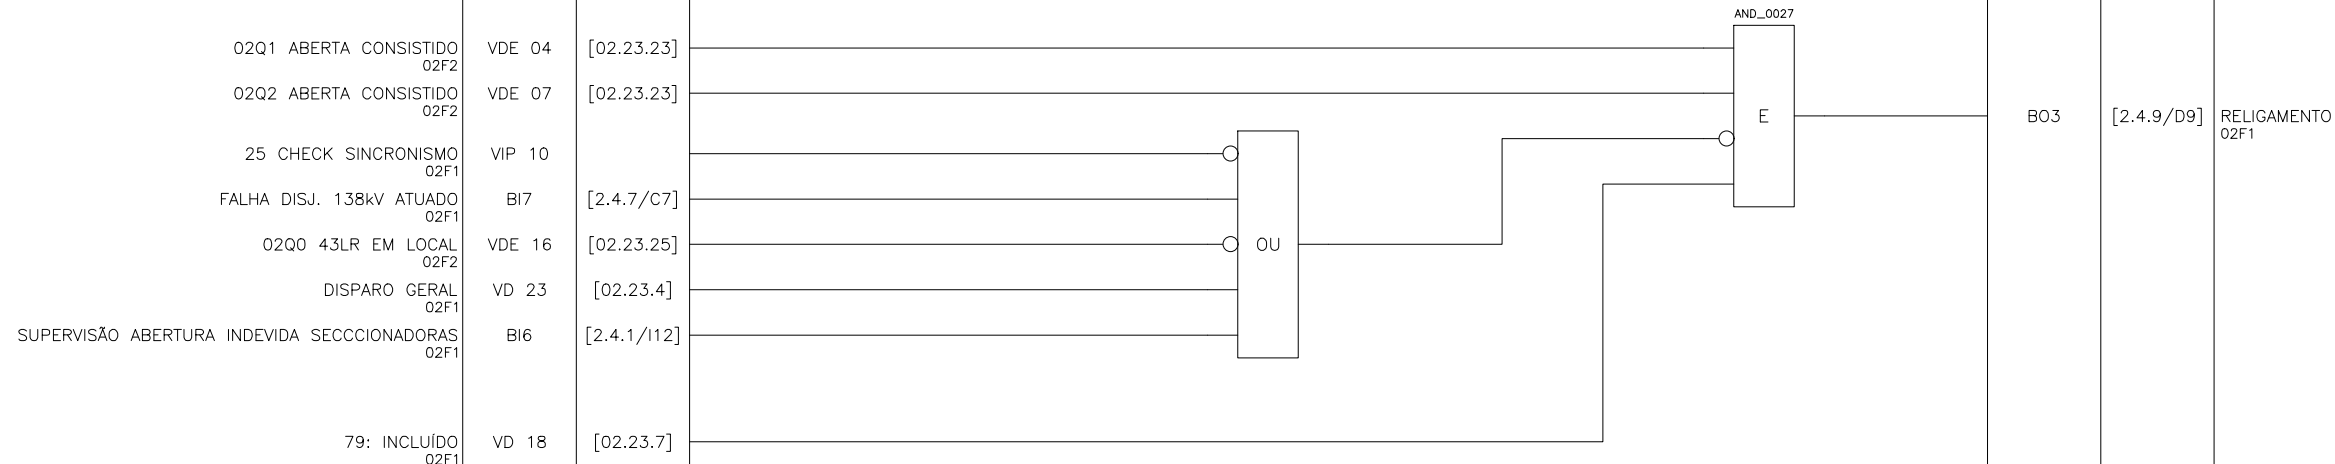 AND_0027
02Q1 ABERTA CONSISTIDO VDE 04 [02.23.23]
02F2
02Q2 ABERTA CONSISTIDO VDE 07 [02.23.23]
02F2
E BO3 [2.4.9/D9] RELIGAMENTO
02F1
25 CHECK SINCRONISMO VIP 10
02F1
FALHA DISJ. 138kV ATUADO BI7 [2.4.7/C7]
02F1
02Q0 43LR EM LOCAL VDE 16 [02.23.25] OU
02F2
DISPARO GERAL VD 23 [02.23.4]
02F1
SUPERVISÃO ABERTURA INDEVIDA SECCCIONADORAS BI6 [2.4.1/I12]
02F1
79: INCLUÍDO VD 18 [02.23.7]
02F1